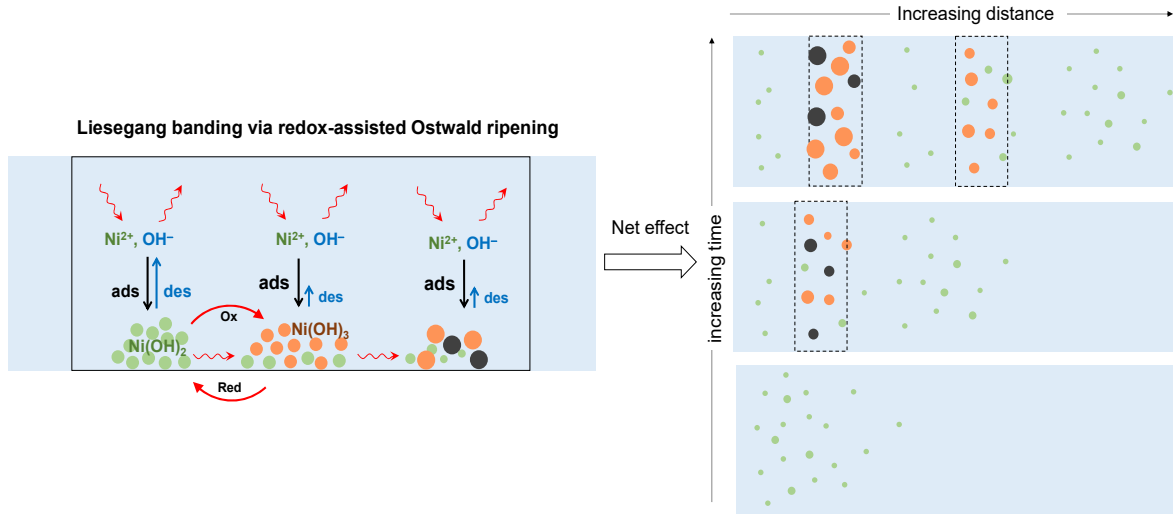 Increasing distance
Liesegang banding via redox-assisted Ostwald ripening
Ni²⁺, OH⁻
Ni²⁺, OH⁻
Ni²⁺, OH⁻
ads
des
ads
des
ads
des
Ox
Ni(OH)₂
Ni(OH)₃
Red
Net effect
increasing time